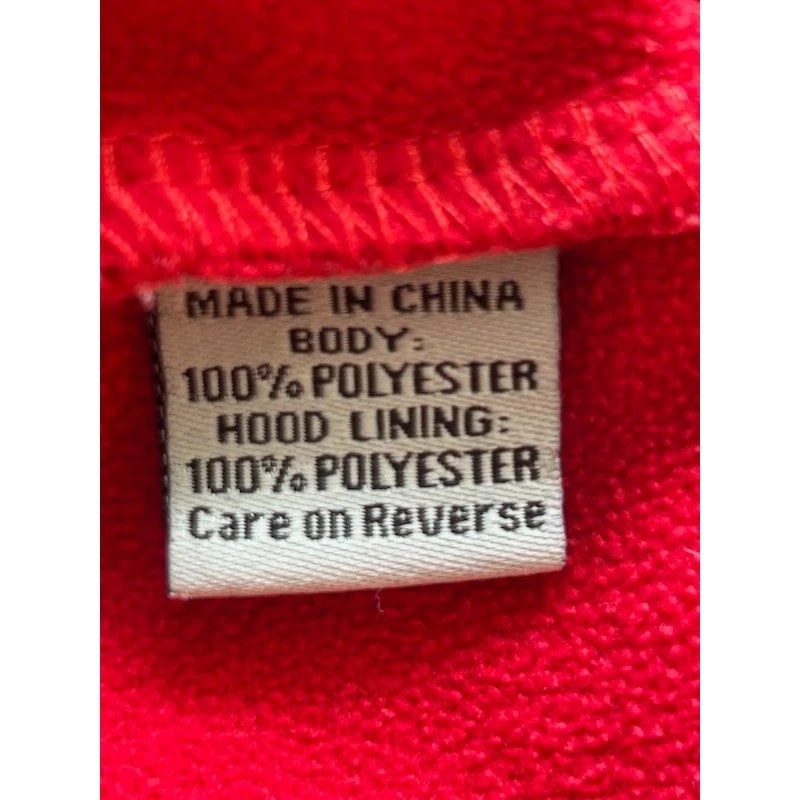 MADE IN CHINA
BODY:
100% POLYESTER
HOOD LINING:
100% POLYESTER
Care on Reverse